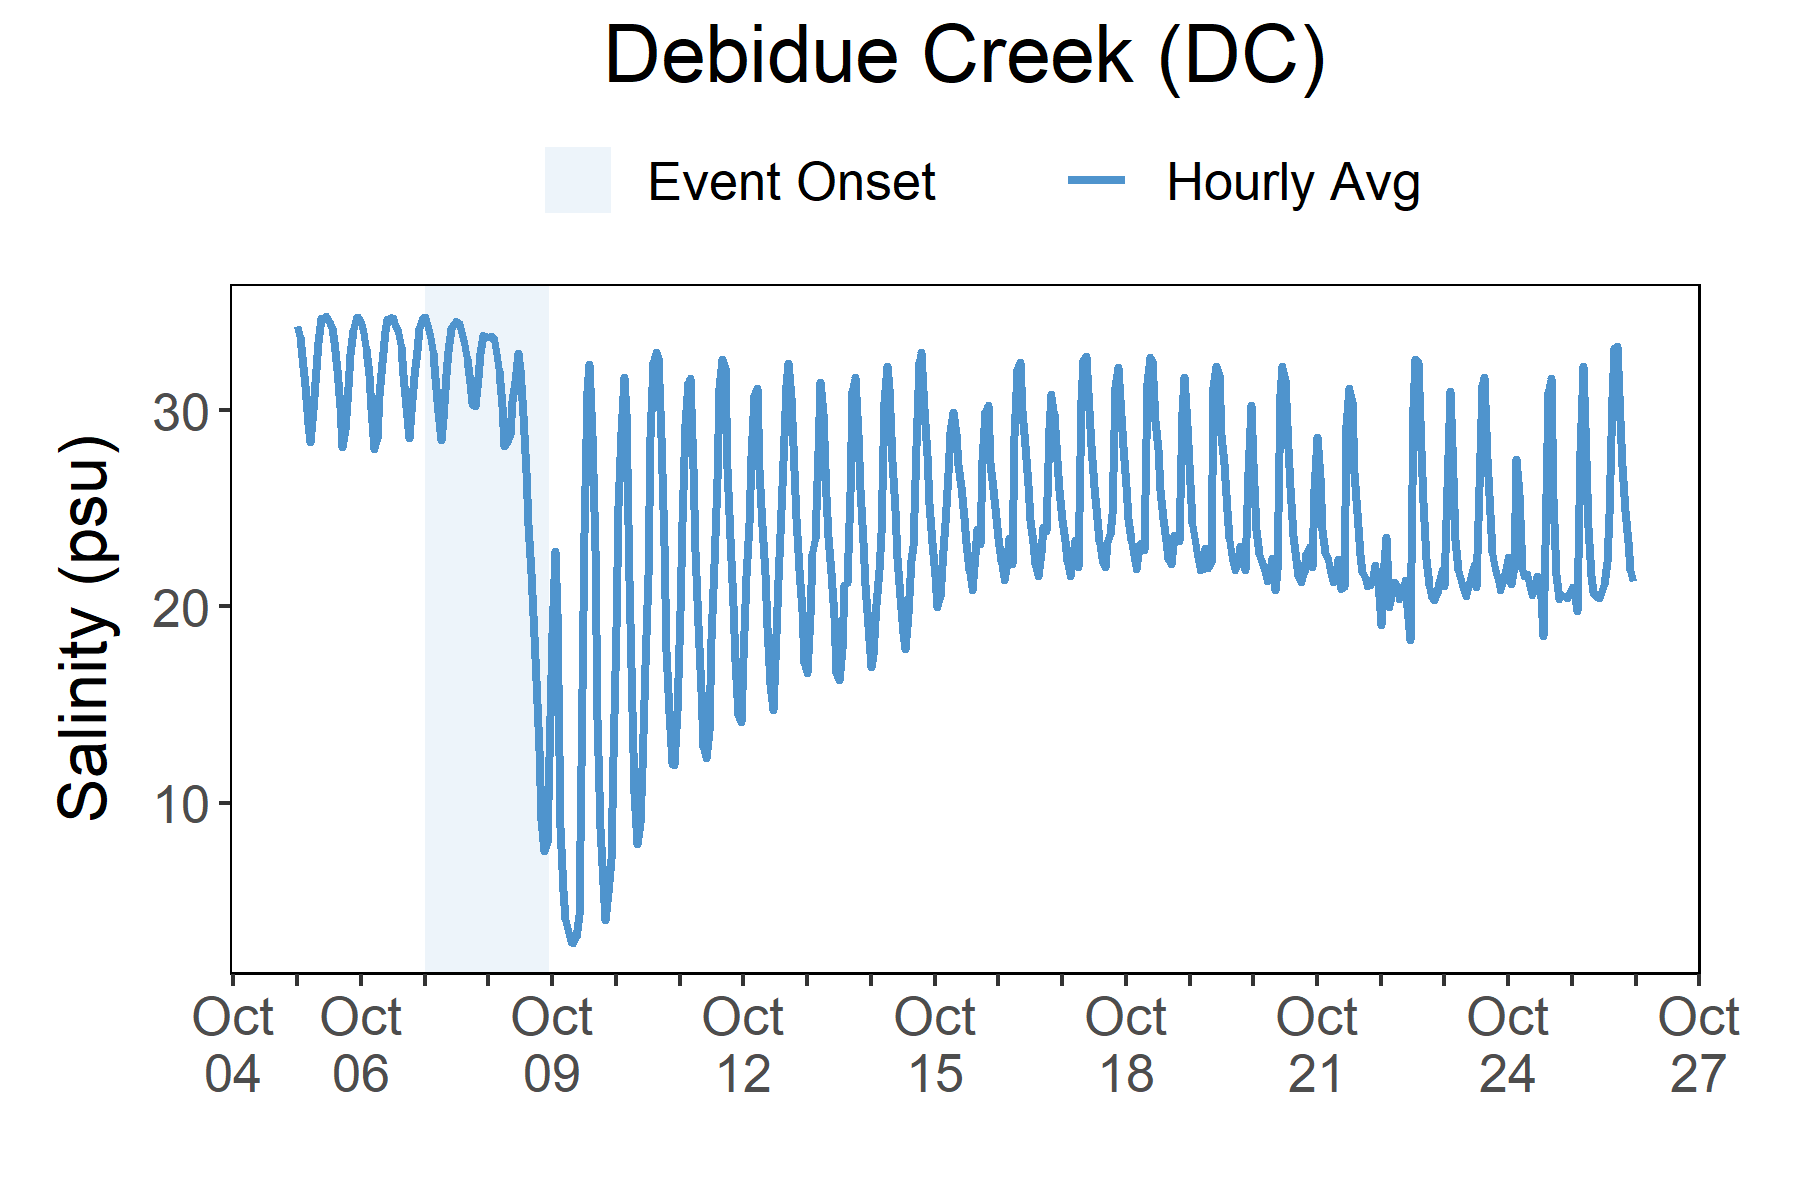 Debidue Creek (DC)
Event Onset Hourly Avg
Salinity (psu)
30
20
10
Oct Oct Oct Oct Oct Oct Oct Oct Oct
04 06 09 12 15 18 21 24 27